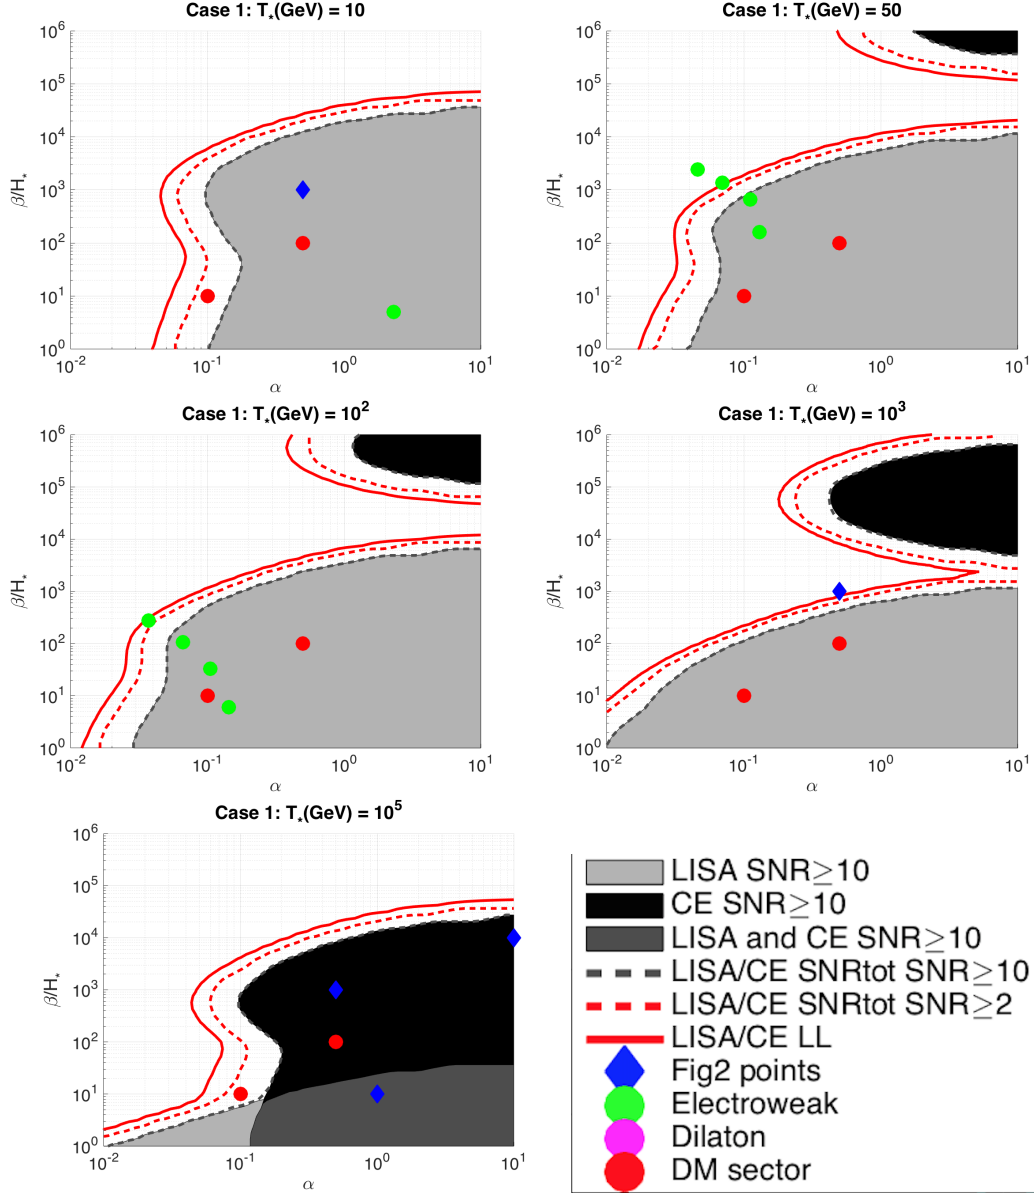 Case 1: T⋆(GeV) = 10
10^6
10^5
10^4
10^3
10^2
10^1
10^0
β/H⋆
10^-2 10^-1 10^0 10^1
α
Case 1: T⋆(GeV) = 50
10^6
10^5
10^4
10^3
10^2
10^1
10^0
β/H⋆
10^-2 10^-1 10^0 10^1
α
Case 1: T⋆(GeV) = 10^2
10^6
10^5
10^4
10^3
10^2
10^1
10^0
β/H⋆
10^-2 10^-1 10^0 10^1
α
Case 1: T⋆(GeV) = 10^3
10^6
10^5
10^4
10^3
10^2
10^1
10^0
β/H⋆
10^-2 10^-1 10^0 10^1
α
Case 1: T⋆(GeV) = 10^5
10^6
10^5
10^4
10^3
10^2
10^1
10^0
β/H⋆
10^-2 10^-1 10^0 10^1
α
LISA SNR≥10
CE SNR≥10
LISA and CE SNR≥10
LISA/CE SNRtot SNR≥10
LISA/CE SNRtot SNR≥2
LISA/CE LL
Fig2 points
Electroweak
Dilaton
DM sector